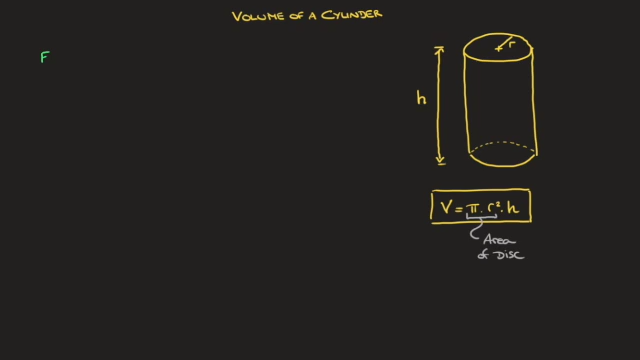 VOLUME OF A CYLINDER
F
r
h
V = π · r² · h
Area
of Disc